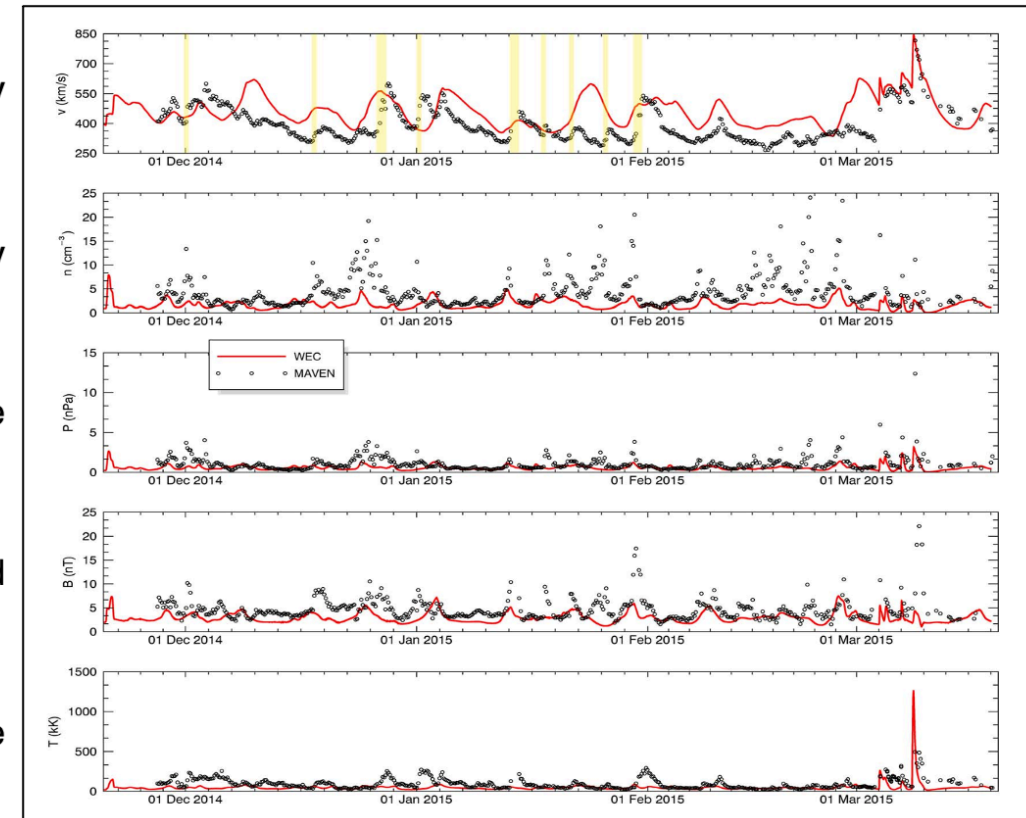 850
700
550
400
250
v (km/s)
01 Dec 2014
01 Jan 2015
01 Feb 2015
01 Mar 2015
y
25
20
15
10
5
0
n (cm⁻³)
01 Dec 2014
01 Jan 2015
01 Feb 2015
01 Mar 2015
y
WEC
MAVEN
15
10
5
0
P (nPa)
01 Dec 2014
01 Jan 2015
01 Feb 2015
01 Mar 2015
e
25
20
15
10
5
0
B (nT)
01 Dec 2014
01 Jan 2015
01 Feb 2015
01 Mar 2015
d
1500
1000
500
0
T (kK)
01 Dec 2014
01 Jan 2015
01 Feb 2015
01 Mar 2015
e